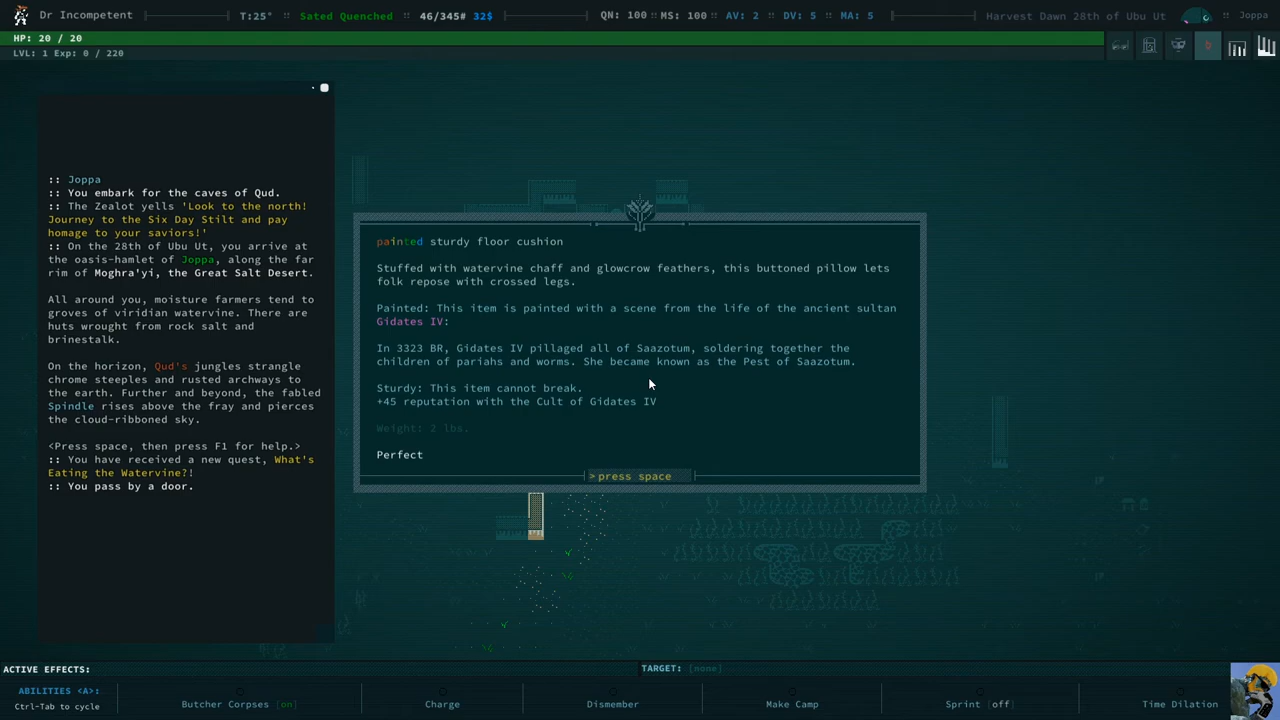 Dr Incompetent
T:25° :: Sated Quenched :: 46/345# 32$
QN: 100 :: MS: 100 :: AV: 2 :: DV: 5 :: MA: 5
Harvest Dawn 28th of Ubu Ut
Joppa
HP: 20 / 20
LVL: 1 Exp: 0 / 220
:: Joppa
:: You embark for the caves of Qud.
:: The Zealot yells 'Look to the north!
Journey to the Six Day Stilt and pay
homage to your saviors!'
:: On the 28th of Ubu Ut, you arrive at
the oasis-hamlet of Joppa, along the far
rim of Moghra'yi, the Great Salt Desert.
All around you, moisture farmers tend to
groves of viridian watervine. There are
huts wrought from rock salt and
brinestalk.
On the horizon, Qud's jungles strangle
chrome steeples and rusted archways to
the earth. Further and beyond, the fabled
Spindle rises above the fray and pierces
the cloud-ribboned sky.
<Press space, then press F1 for help.>
:: You have received a new quest, What's
Eating the Watervine?!
:: You pass by a door.
painted sturdy floor cushion
Stuffed with watervine chaff and glowcrow feathers, this buttoned pillow lets
folk repose with crossed legs.
Painted: This item is painted with a scene from the life of the ancient sultan
Gidates IV:
In 3323 BR, Gidates IV pillaged all of Saazotum, soldering together the
children of pariahs and worms. She became known as the Pest of Saazotum.
Sturdy: This item cannot break.
+45 reputation with the Cult of Gidates IV
Weight: 2 lbs.
Perfect
>press space
ACTIVE EFFECTS:
TARGET: [none]
ABILITIES <A>:
Ctrl-Tab to cycle
Butcher Corpses [on]
Charge
Dismember
Make Camp
Sprint [off]
Time Dilation